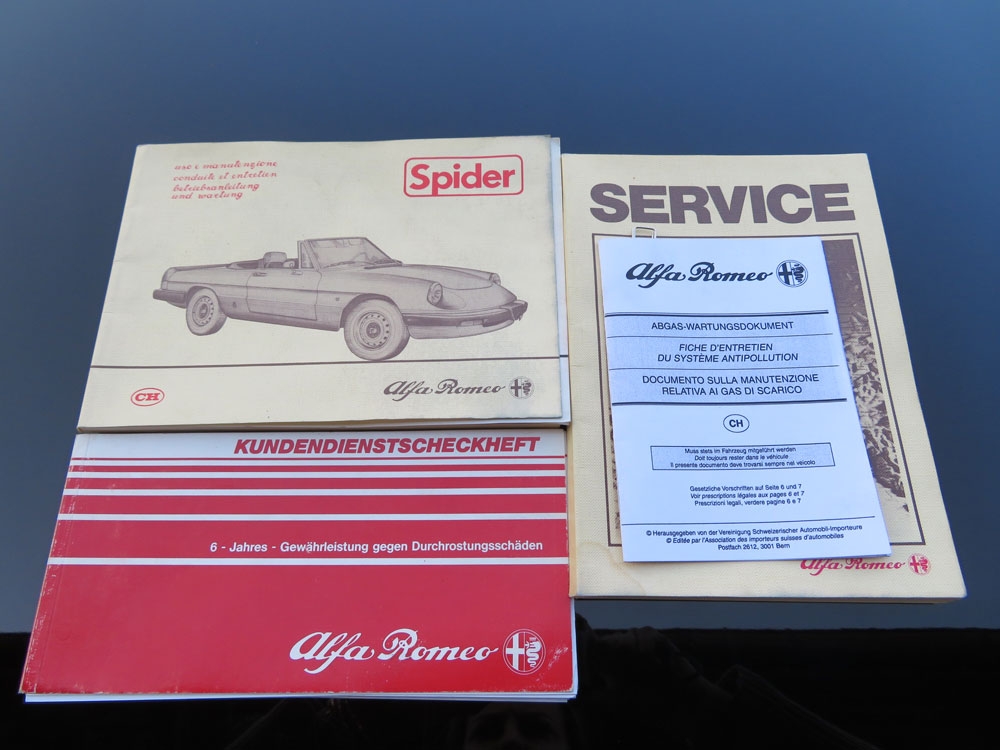 uso e manutenzione
conduite et entretien
betriebsanleitung
und wartung
Spider
CH
Alfa Romeo
KUNDENDIENSTSCHECKHEFT
6 - Jahres - Gewährleistung gegen Durchrostungsschäden
Alfa Romeo
SERVICE
Alfa Romeo
ABGAS-WARTUNGSDOKUMENT
FICHE D'ENTRETIEN
DU SYSTÈME ANTIPOLLUTION
DOCUMENTO SULLA MANUTENZIONE
RELATIVA AI GAS DI SCARICO
CH
Muss stets im Fahrzeug mitgeführt werden
Doit toujours rester dans le véhicule
Il presente documento deve trovarsi sempre nel veicolo
Gesetzliche Vorschriften auf Seite 6 und 7
Voir prescriptions légales aux pages 6 et 7
Prescrizioni legali, verdere pagine 6 e 7
© Herausgegeben von der Vereinigung Schweizerischer Automobil-Importeure
© Editée par l'Association des importeurs suisses d'automobiles
Postfach 2612, 3001 Bern
Alfa Romeo